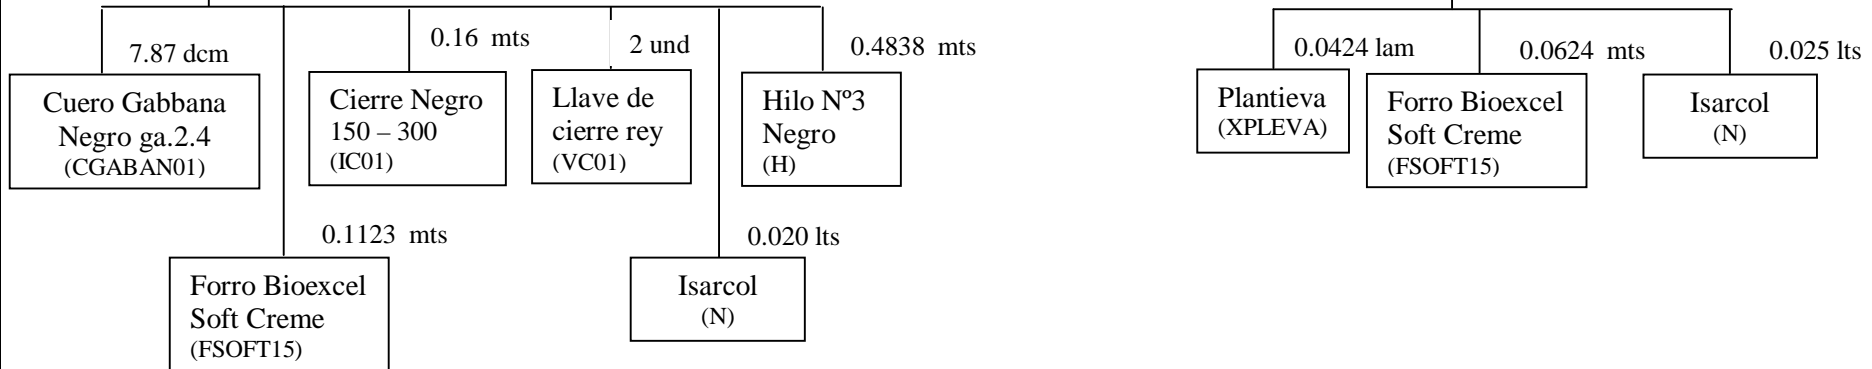 7.87 dcm
0.16 mts
2 und
0.4838 mts
Cuero Gabbana
Negro ga.2.4
(CGABAN01)
Cierre Negro
150 – 300
(IC01)
Llave de
cierre rey
(VC01)
Hilo Nº3
Negro
(H)
0.1123 mts
0.020 lts
Forro Bioexcel
Soft Creme
(FSOFT15)
Isarcol
(N)
0.0424 lam
0.0624 mts
0.025 lts
Plantieva
(XPLEVA)
Forro Bioexcel
Soft Creme
(FSOFT15)
Isarcol
(N)